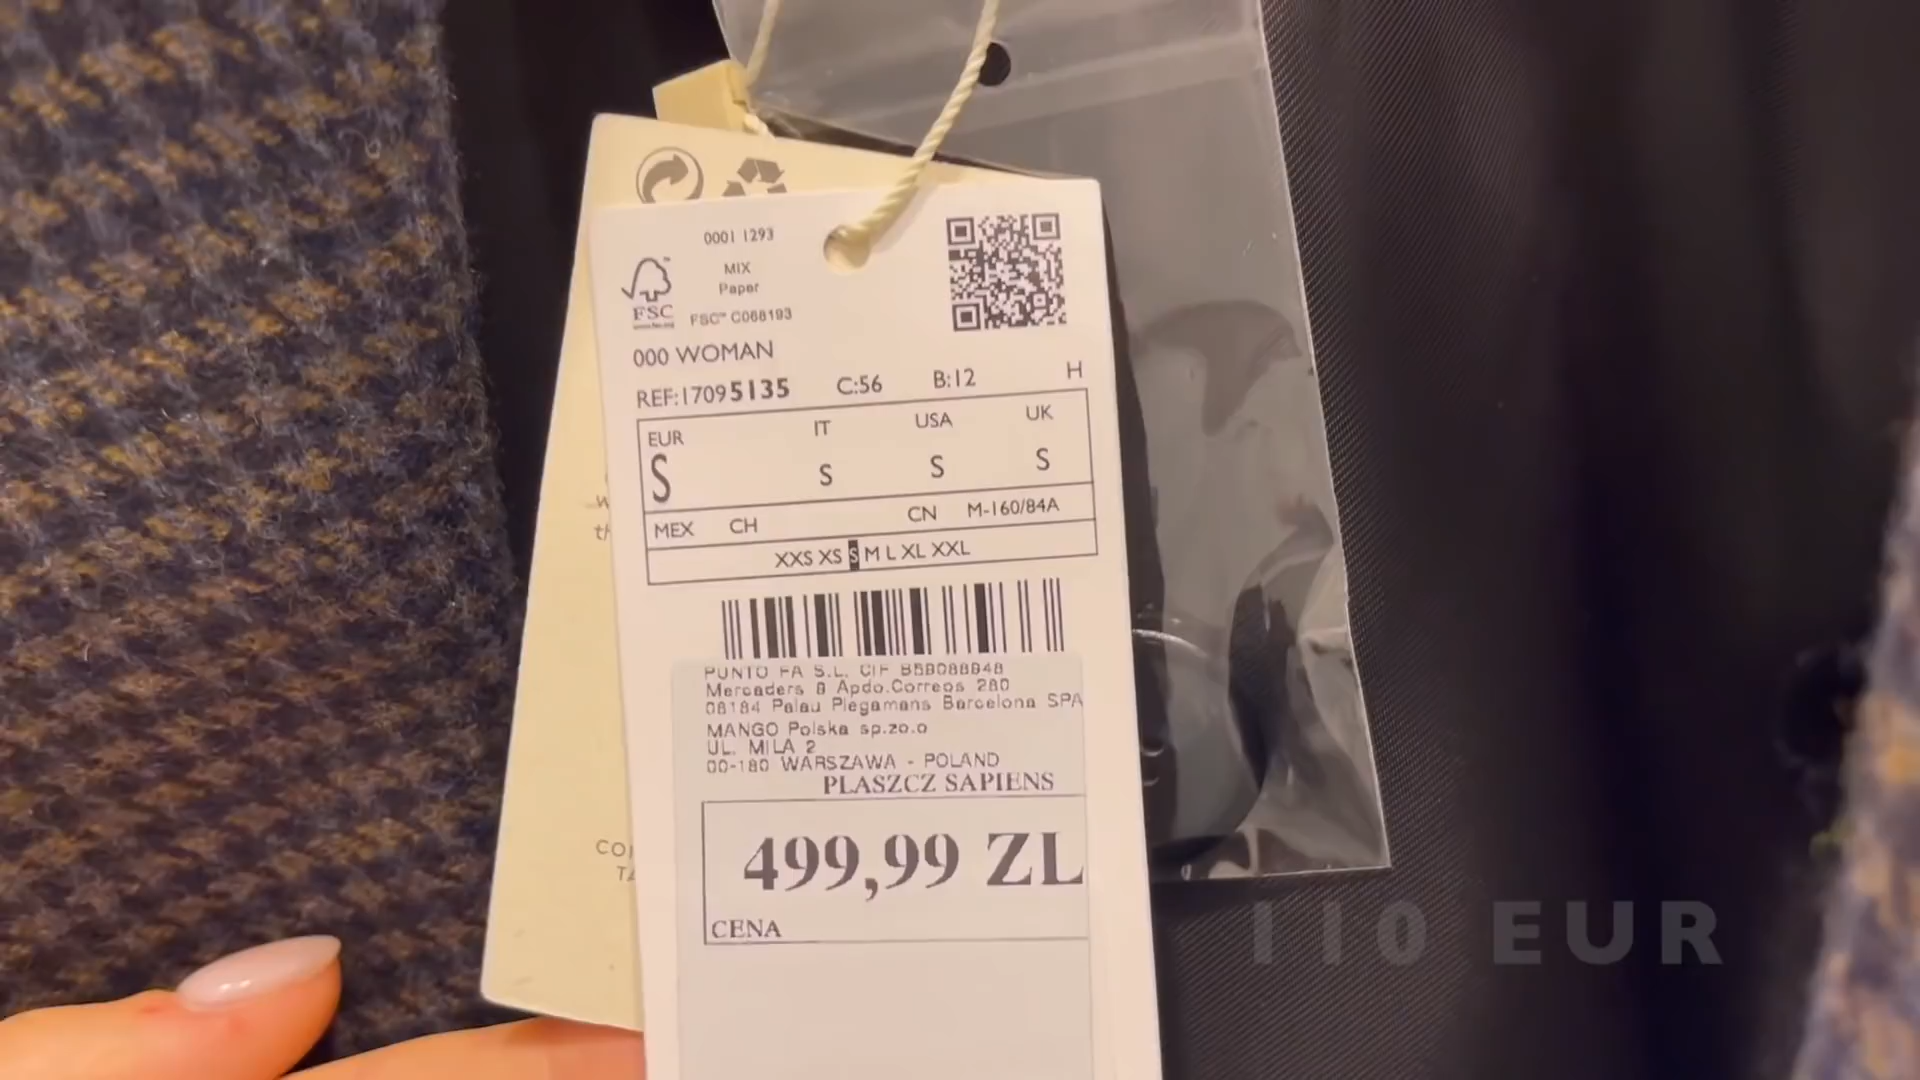 0001 1293
MIX
Paper
FSC
FSC™ C068193
000 WOMAN
REF:17095135 C:56 B:12 H
EUR IT USA UK
S S S S
MEX CH CN M-160/84A
XXS XS S M L XL XXL
PUNTO FA S.L. CIF B59088948
Mercaders 9 Apdo.Correos 280
08184 Palau Plegamans Barcelona SPA
MANGO Polska sp.zo.o
UL. MILA 2
00-180 WARSZAWA - POLAND
PLASZCZ SAPIENS
499,99 ZL
CENA
110 EUR